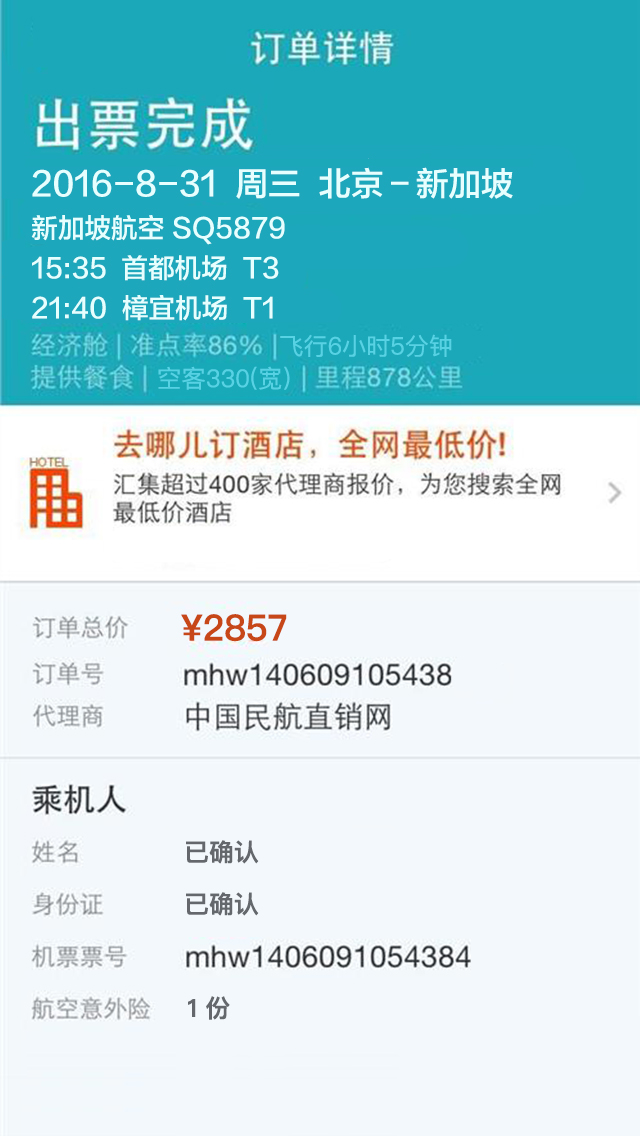 订单详情
出票完成
2016-8-31 周三 北京-新加坡
新加坡航空 SQ5879
15:35 首都机场 T3
21:40 樟宜机场 T1
经济舱 | 准点率86% | 飞行6小时5分钟
提供餐食 | 空客330(宽) | 里程878公里
去哪儿订酒店，全网最低价!
HOTEL
汇集超过400家代理商报价，为您搜索全网
最低价酒店
订单总价 ¥2857
订单号 mhw140609105438
代理商 中国民航直销网
乘机人
姓名 已确认
身份证 已确认
机票票号 mhw1406091054384
航空意外险 1 份